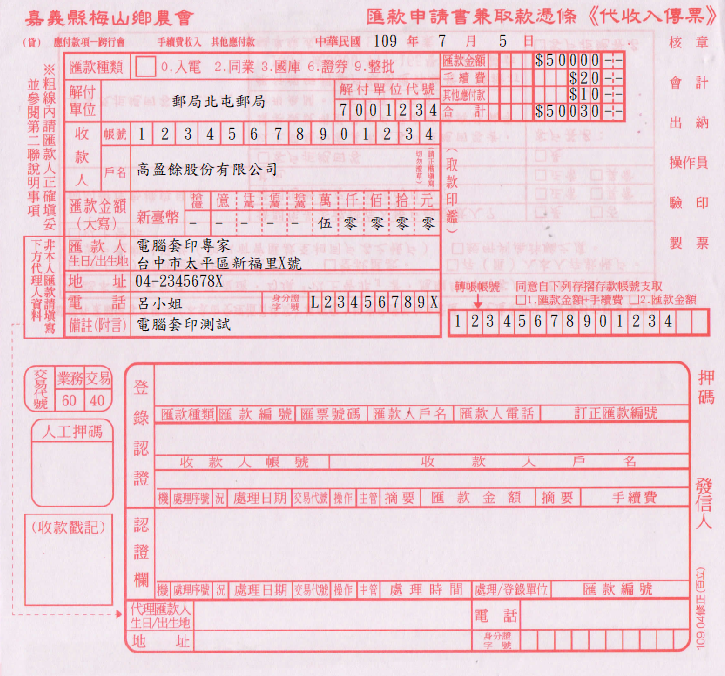 嘉義縣梅山鄉農會 匯款申請書兼取款憑條《代收入傳票》
(貸) 應付款項─跨行會 手續費收入 其他應付款 中華民國 109 年 7 月 5 日
匯款種類 0.入電 2.同業 3.國庫 6.證券 9.整批
匯款金額 $50000 -·-
手續費 $20 -·-
其他應付款 $10 -·-
合計 $50030 -·-
解付單位 郵局北屯郵局 解付單位代號 7001234
收款人 帳號 12345678901234
戶名 高盈餘股份有限公司
(取款印鑑)
匯款金額(大寫) 新臺幣 拾億 億 仟萬 佰萬 拾萬 萬 仟 佰 拾 元
- - - - - 伍 零 零 零 零
匯款人 生日/出生地 電腦套印專家
台中市太平區新福里X號
地址 04-2345678X
電話 呂小姐 身分證字號 L23456789X
備註(附言) 電腦套印測試
※粗線內請匯款人正確填妥並參閱第二聯說明事項
非本人匯款請填寫下方代理人資料
轉帳帳號 同意自下列存摺存款帳號支取
□1.匯款金額+手續費 □2.匯款金額
12345678901234
核章
會計
出納
操作員
驗印
製票
交易代號 業務 交易
60 40
人工押碼
(收款戳記)
登錄認證
匯款種類 匯款編號 匯票號碼 匯款人戶名 匯款人電話 訂正匯款編號
收款人帳號 收款人戶名
機 處理序號 況 處理日期 交易代號 操作 主管 摘要 匯款金額 摘要 手續費
認證欄
機 處理序號 況 處理日期 交易代號 操作 主管 處理時間 處理/登錄單位 匯款編號
代理匯款人 生日/出生地 電話
地址 身分證字號
押碼
發信人
109.04修正(百立)